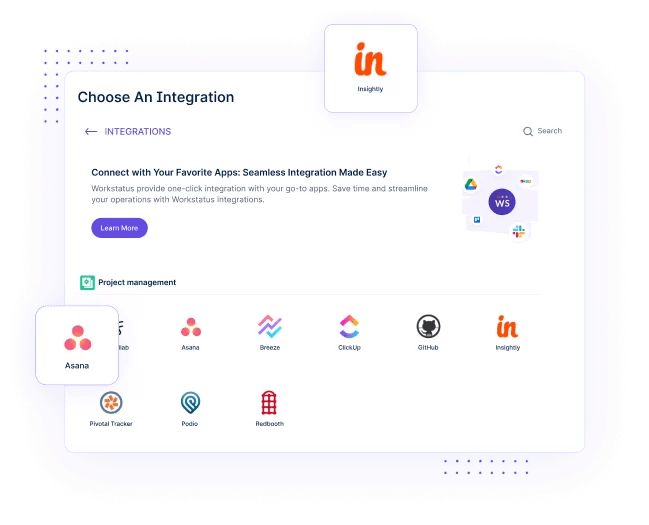 in
Insightly
Choose An Integration
INTEGRATIONS
Search
Connect with Your Favorite Apps: Seamless Integration Made Easy
Workstatus provide one-click integration with your go-to apps. Save time and streamline
your operations with Workstatus Integrations.
Learn More
WS
Project management
Asana
Asana
Breeze
ClickUp
GitHub
in
Insightly
Pivotal Tracker
Podio
Redbooth